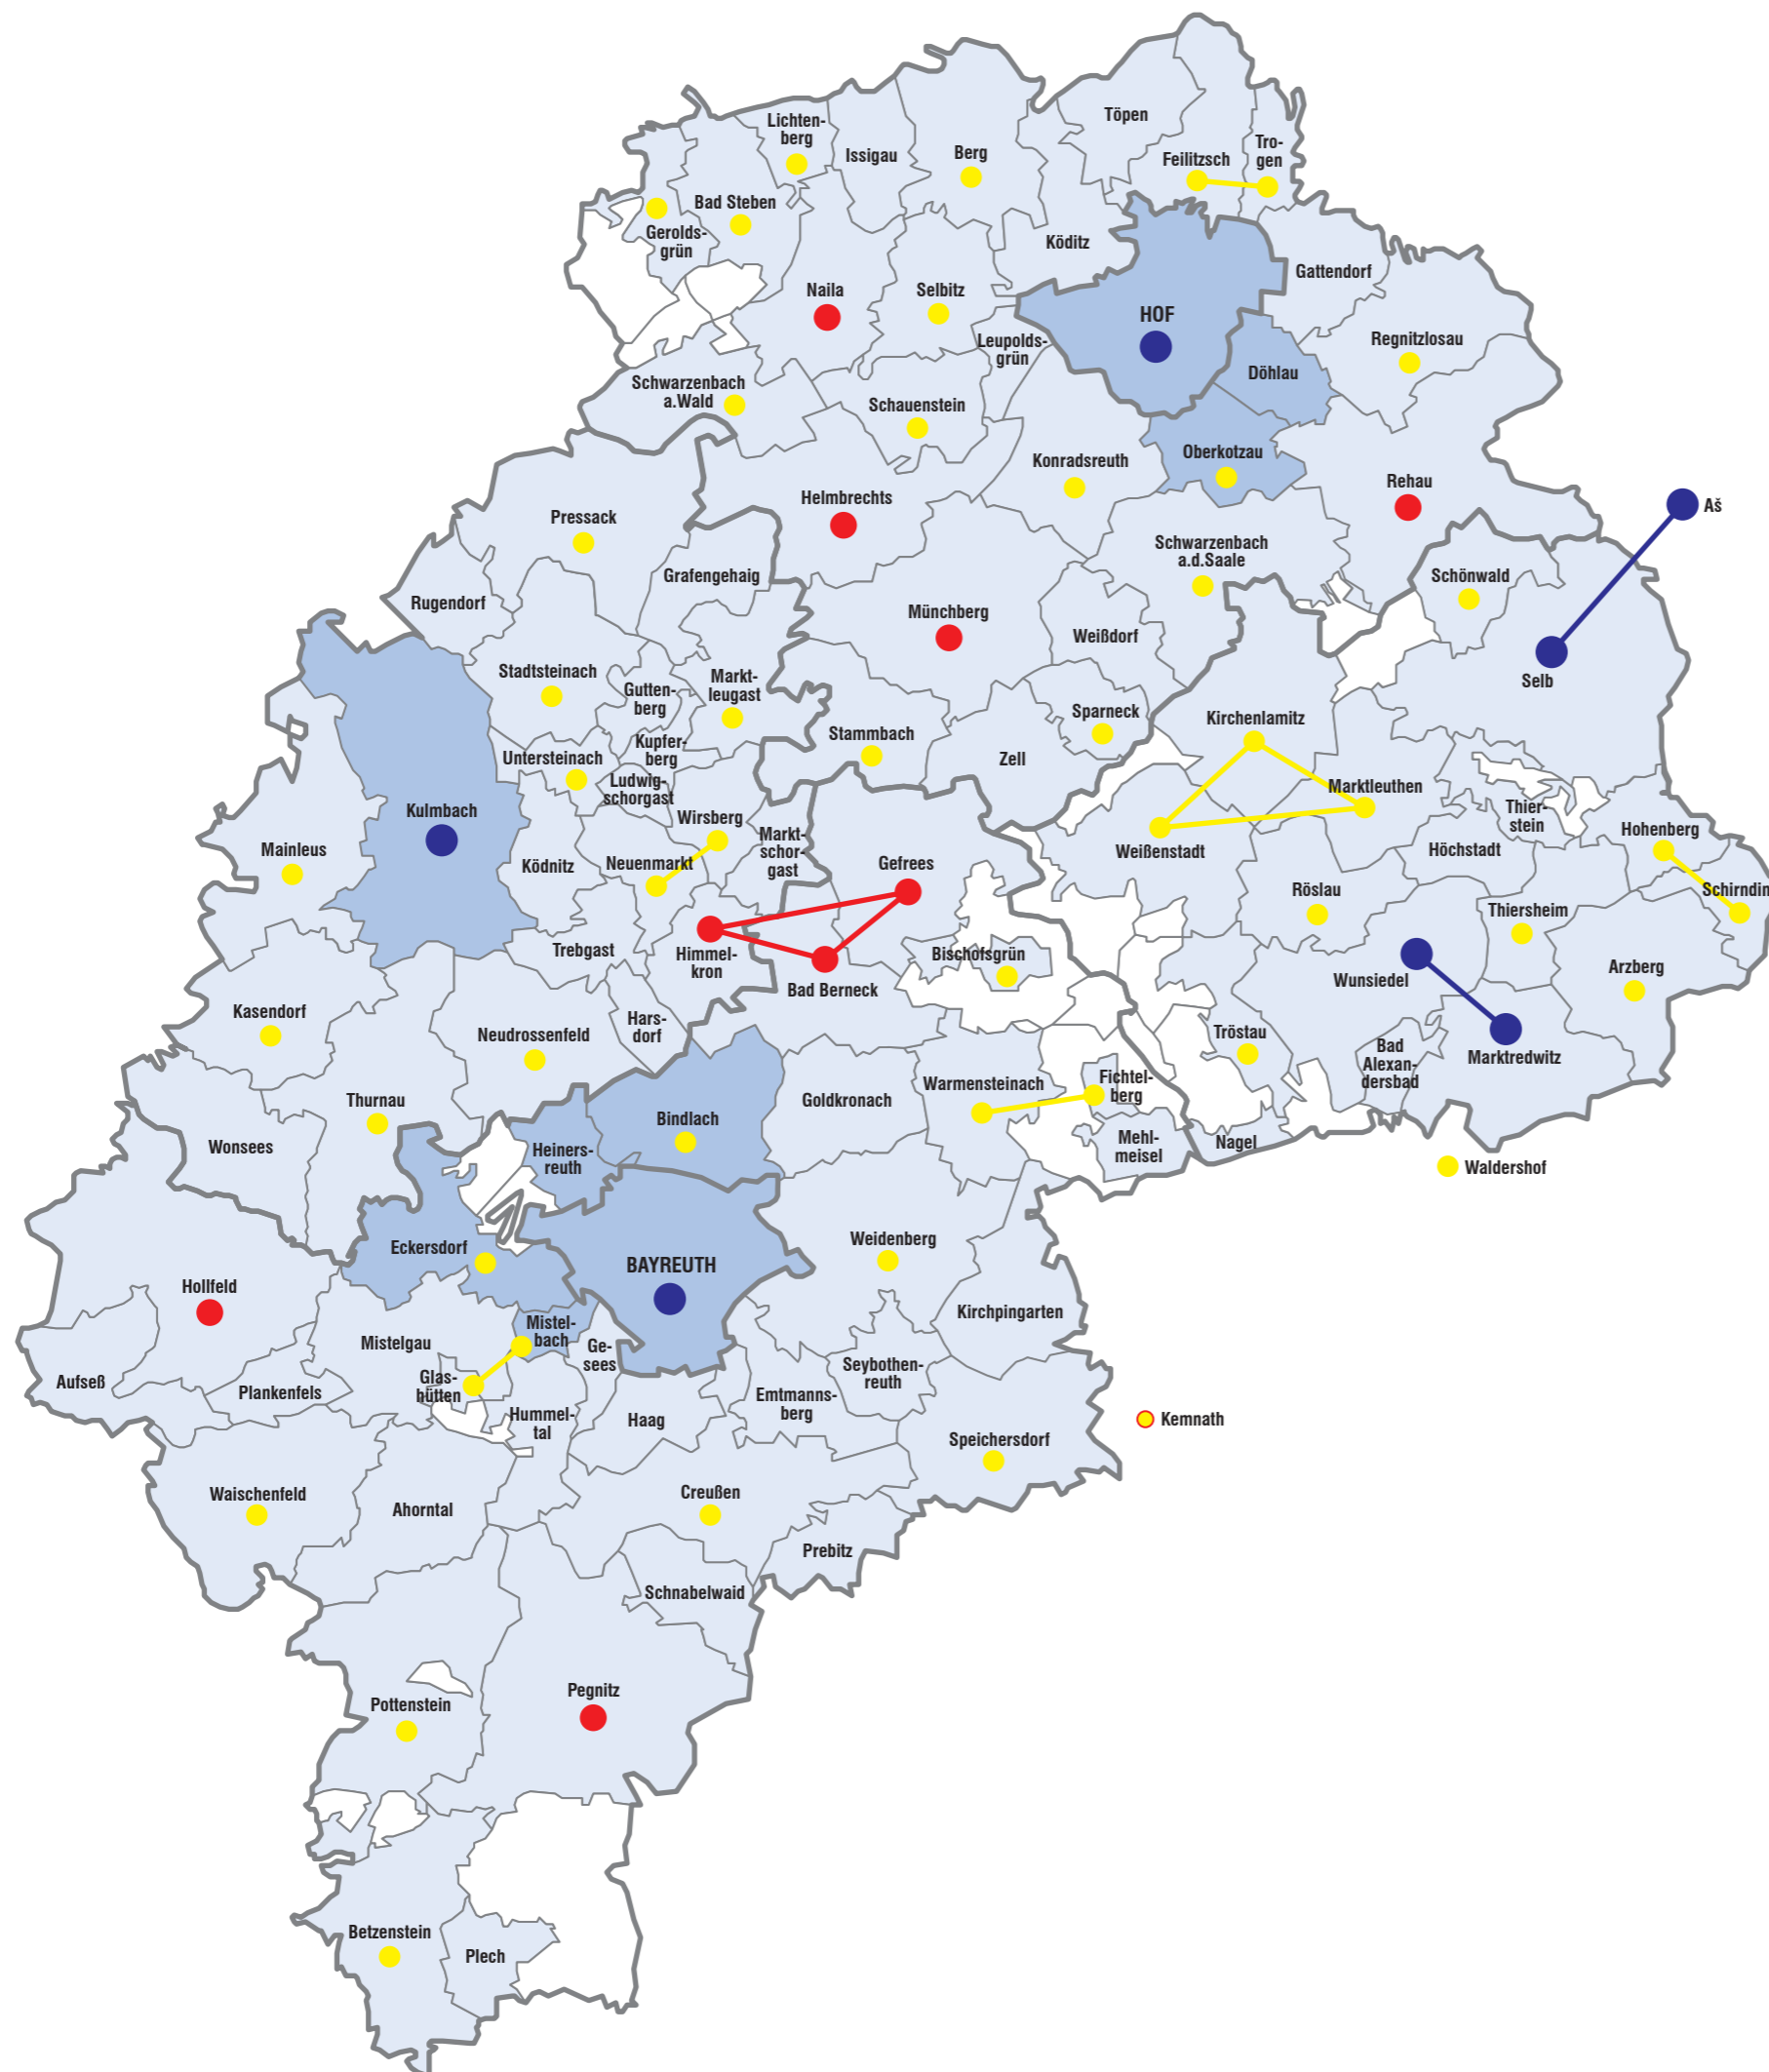 Töpen
Lichten-
berg
Issigau
Berg
Feilitzsch
Tro-
gen
Bad Steben
Gerolds-
grün
Köditz
Gattendorf
Naila
Selbitz
HOF
Leupolds-
grün
Regnitzlosau
Döhlau
Schwarzenbach
a.Wald
Schauenstein
Oberkotzau
Konradsreuth
Rehau
Helmbrechts
Aš
Pressack
Schwarzenbach
a.d.Saale
Grafengehaig
Schönwald
Rugendorf
Münchberg
Weißdorf
Stadtsteinach
Markt-
leugast
Gutten-
berg
Selb
Sparneck
Kirchenlamitz
Stammbach
Kupfer-
berg
Untersteinach
Zell
Ludwig-
schorgast
Marktleuthen
Kulmbach
Wirsberg
Thier-
stein
Hohenberg
Mainleus
Markt-
schor-
gast
Weißenstadt
Höchstadt
Ködnitz
Neuenmarkt
Gefrees
Röslau
Schirndin
Thiersheim
Trebgast
Himmel-
kron
Bischofsgrün
Wunsiedel
Arzberg
Bad Berneck
Kasendorf
Hars-
dorf
Neudrossenfeld
Tröstau
Bad
Alexan-
dersbad
Marktredwitz
Warmensteinach
Fichtel-
berg
Thurnau
Goldkronach
Bindlach
Wonsees
Heiners-
reuth
Mehl-
meisel
Nagel
Waldershof
Weidenberg
Eckersdorf
BAYREUTH
Hollfeld
Kirchpingarten
Mistel-
bach
Mistelgau
Ge-
sees
Seybothen-
reuth
Aufseß
Glas-
hütten
Plankenfels
Emtmanns-
berg
Hummel-
tal
Haag
Kemnath
Speichersdorf
Waischenfeld
Creußen
Ahorntal
Prebitz
Schnabelwaid
Pegnitz
Pottenstein
Betzenstein
Plech